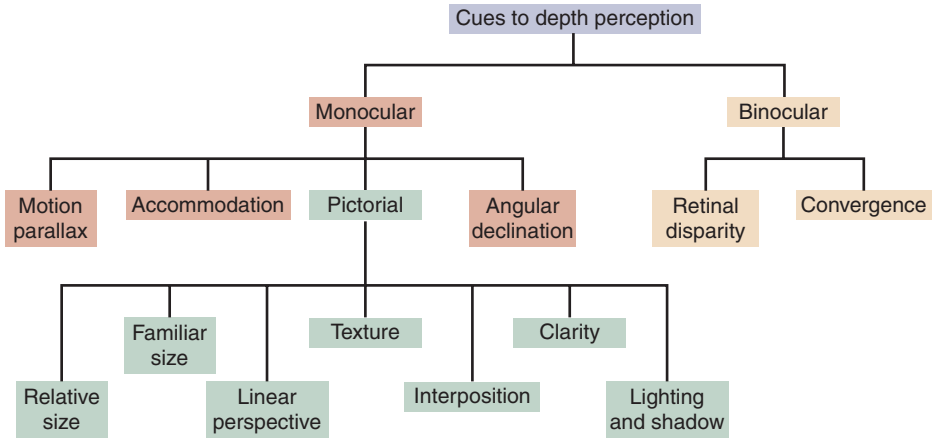 Cues to depth perception
Monocular
Binocular
Motion
parallax
Accommodation
Pictorial
Angular
declination
Retinal
disparity
Convergence
Relative
size
Familiar
size
Linear
perspective
Texture
Interposition
Clarity
Lighting
and shadow